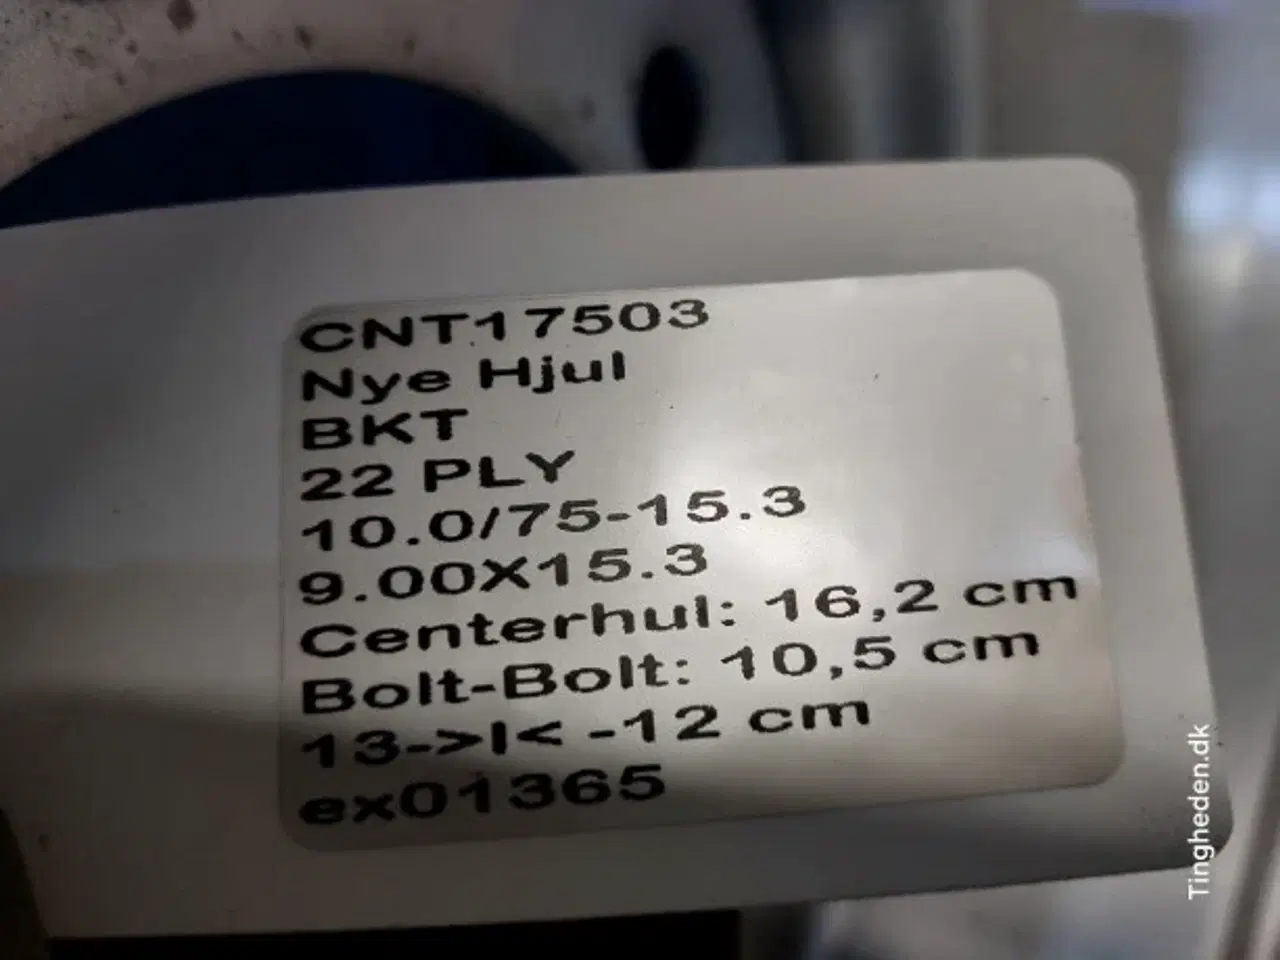 CNT17503
Nye Hjul
BKT
22 PLY
10.0/75-15.3
9.00X15.3
Centerhul: 16,2 cm
Bolt-Bolt: 10,5 cm
13->I< -12 cm
ex01365
Tingheden.dk